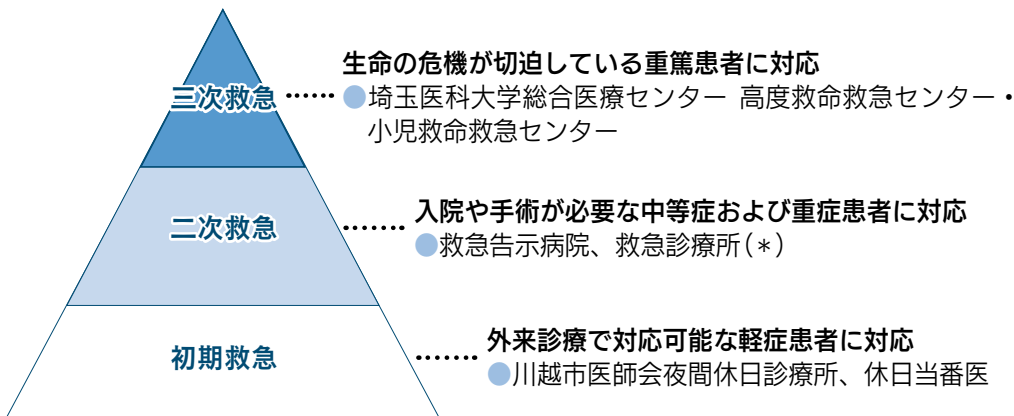 生命の危機が切迫している重篤患者に対応
三次救急 ……
●埼玉医科大学総合医療センター 高度救命救急センター・
小児救命救急センター
入院や手術が必要な中等症および重症患者に対応
二次救急 …….
●救急告示病院、救急診療所(*)
外来診療で対応可能な軽症患者に対応
初期救急 …….
●川越市医師会夜間休日診療所、休日当番医